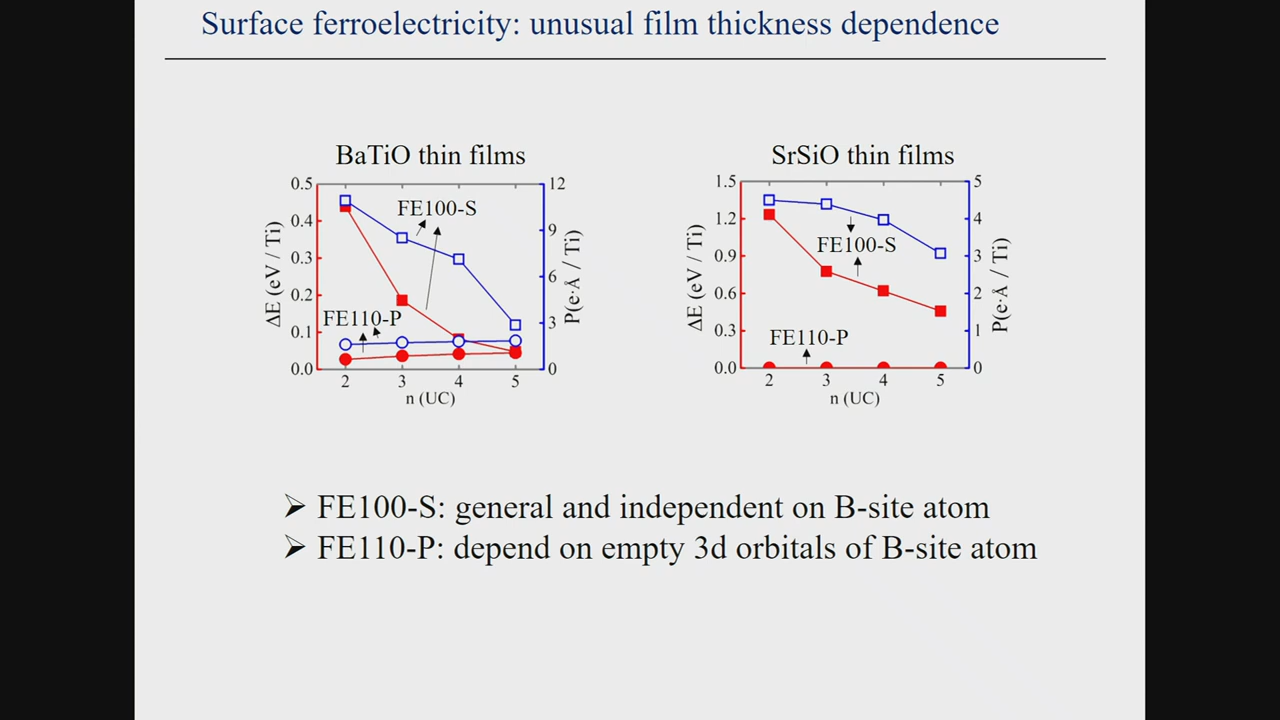 Surface ferroelectricity: unusual film thickness dependence
BaTiO thin films
0.5
0.4
0.3
0.2
0.1
0.0
ΔE (eV / Ti)
12
9
6
3
0
P(e·Å / Ti)
FE100-S
FE110-P
2 3 4 5
n (UC)
SrSiO thin films
1.5
1.2
0.9
0.6
0.3
0.0
ΔE (eV / Ti)
5
4
3
2
1
0
P(e·Å / Ti)
FE100-S
FE110-P
2 3 4 5
n (UC)
➢ FE100-S: general and independent on B-site atom
➢ FE110-P: depend on empty 3d orbitals of B-site atom